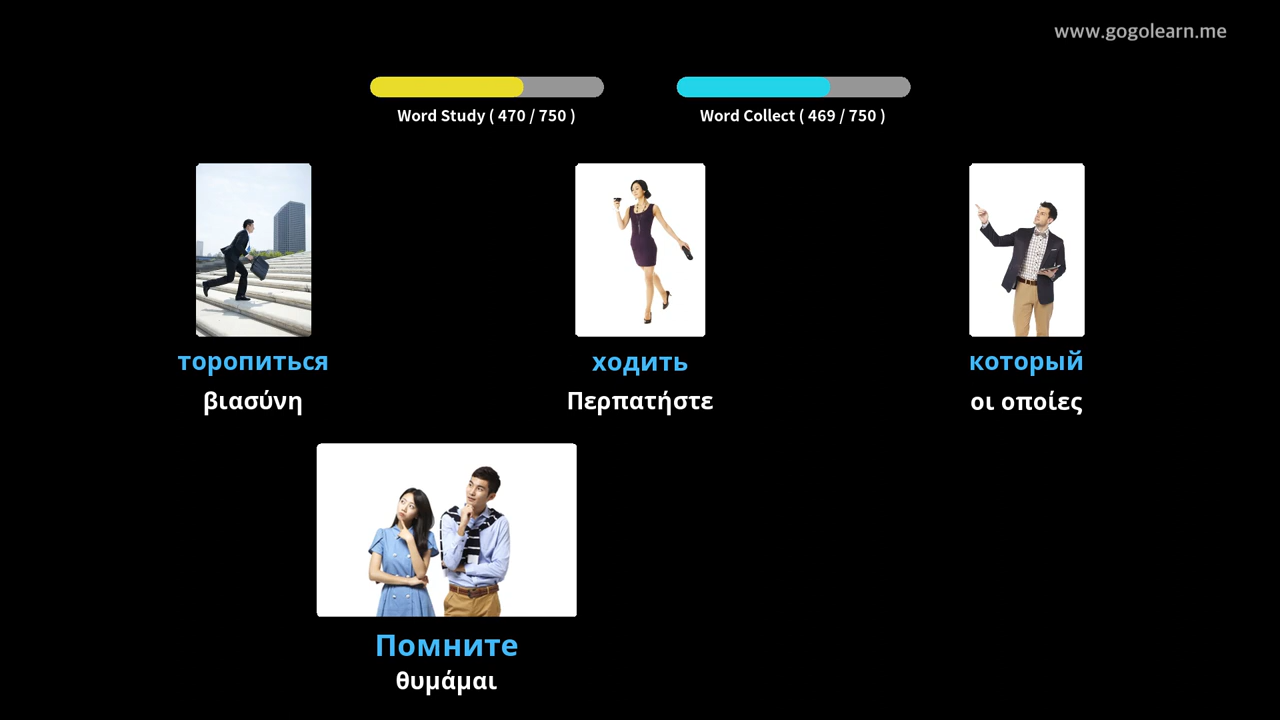 www.gogolearn.me
Word Study ( 470 / 750 )
Word Collect ( 469 / 750 )
торопиться
βιασύνη
ходить
Περπατήστε
который
οι οποίες
Помните
θυμάμαι